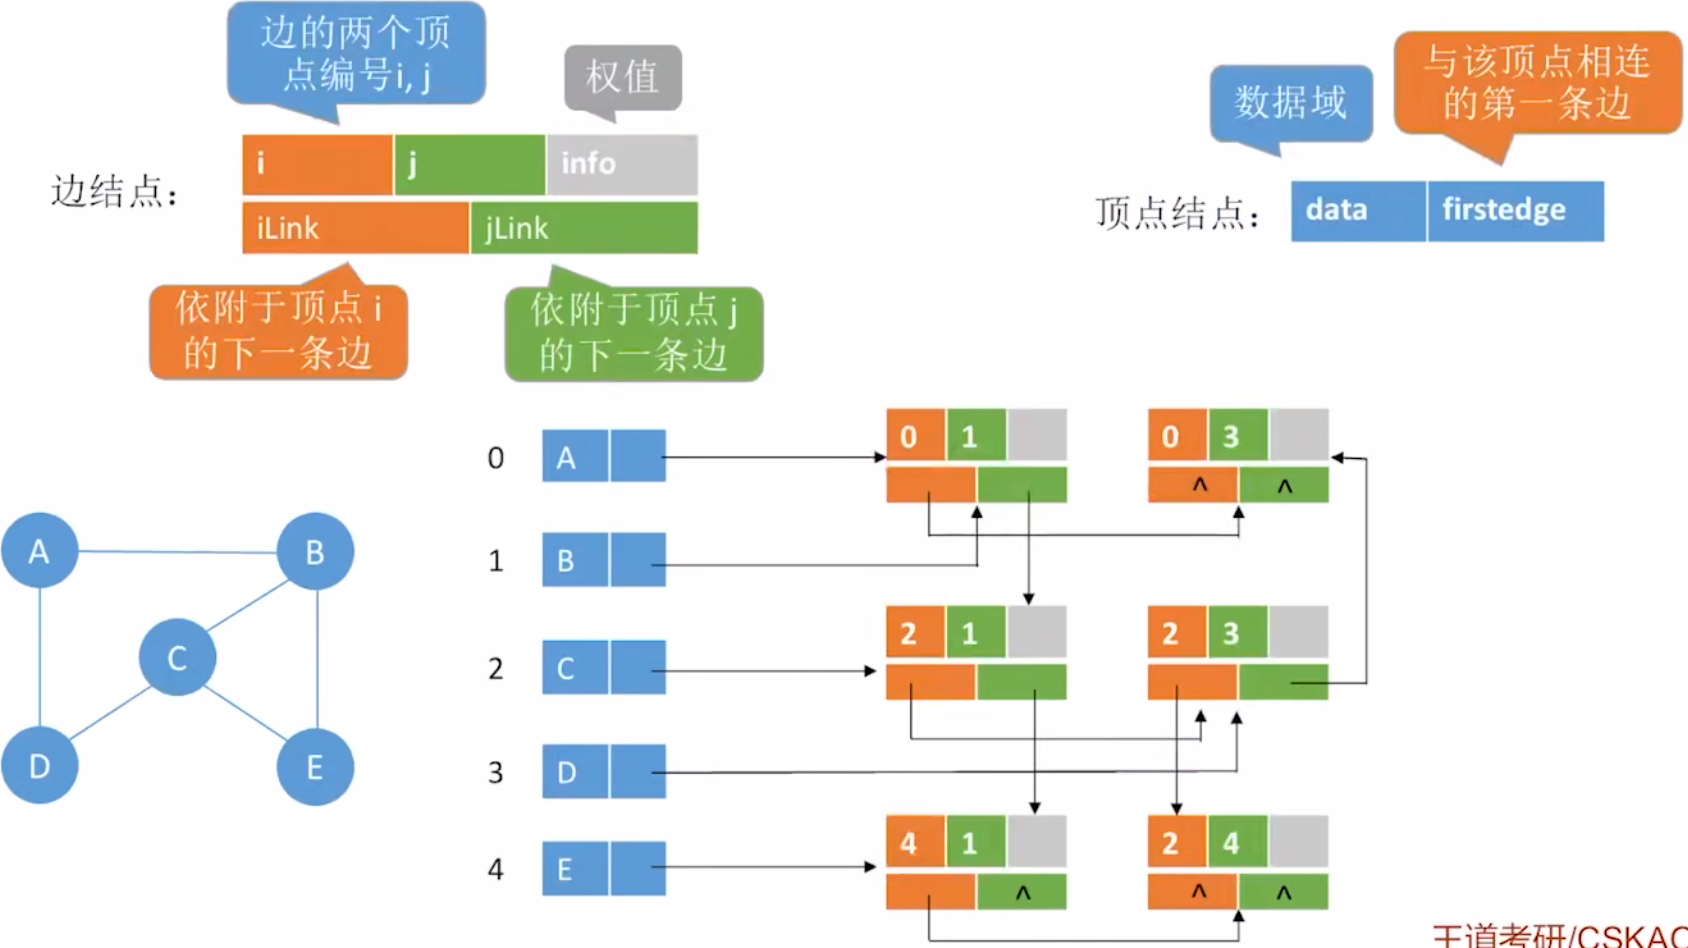 边的两个顶
点编号i, j
权值
数据域
与该顶点相连
的第一条边
边结点：
i
j
info
iLink
jLink
顶点结点：
data
firstedge
依附于顶点 i
的下一条边
依附于顶点 j
的下一条边
0
A
0 1
0 3
^ ^
1
B
2
C
2 1
2 3
3
D
4
E
4 1
^
2 4
^ ^
A
B
C
D
E
王道考研/CSKAO